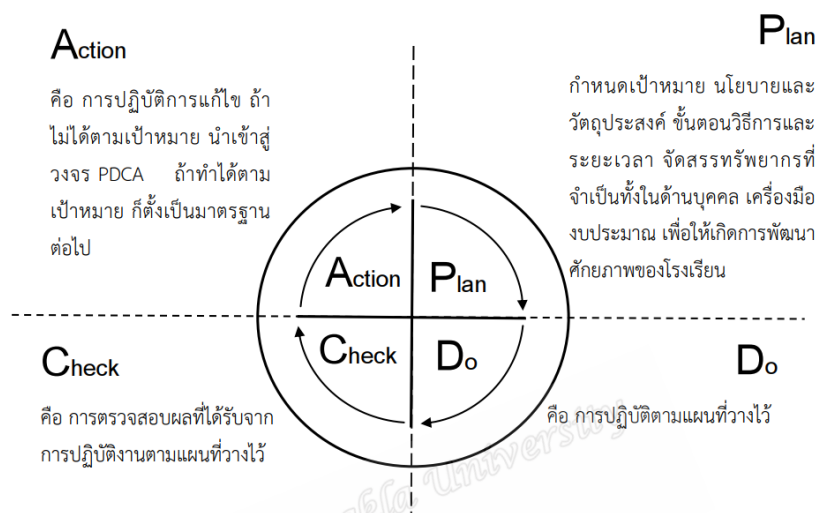 Action
คือ การปฏิบัติการแก้ไข ถ้า
ไม่ได้ตามเป้าหมาย นำเข้าสู่
วงจร PDCA ถ้าทำได้ตาม
เป้าหมาย ก็ตั้งเป็นมาตรฐาน
ต่อไป
Plan
กำหนดเป้าหมาย นโยบายและ
วัตถุประสงค์ ขั้นตอนวิธีการและ
ระยะเวลา จัดสรรทรัพยากรที่
จำเป็นทั้งในด้านบุคคล เครื่องมือ
งบประมาณ เพื่อให้เกิดการพัฒนา
ศักยภาพของโรงเรียน
Action
Plan
Check
Do
Check
คือ การตรวจสอบผลที่ได้รับจาก
การปฏิบัติงานตามแผนที่วางไว้
Do
คือ การปฏิบัติตามแผนที่วางไว้
University